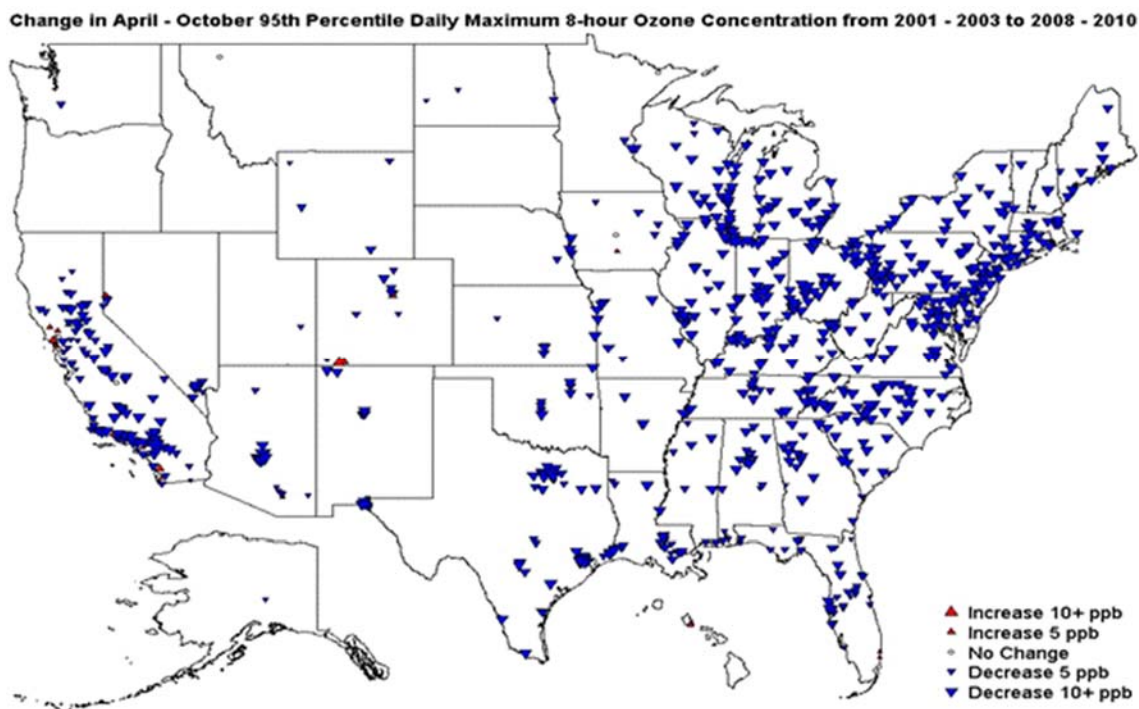 Change in April - October 95th Percentile Daily Maximum 8-hour Ozone Concentration from 2001 - 2003 to 2008 - 2010
Increase 10+ ppb
Increase 5 ppb
No Change
Decrease 5 ppb
Decrease 10+ ppb